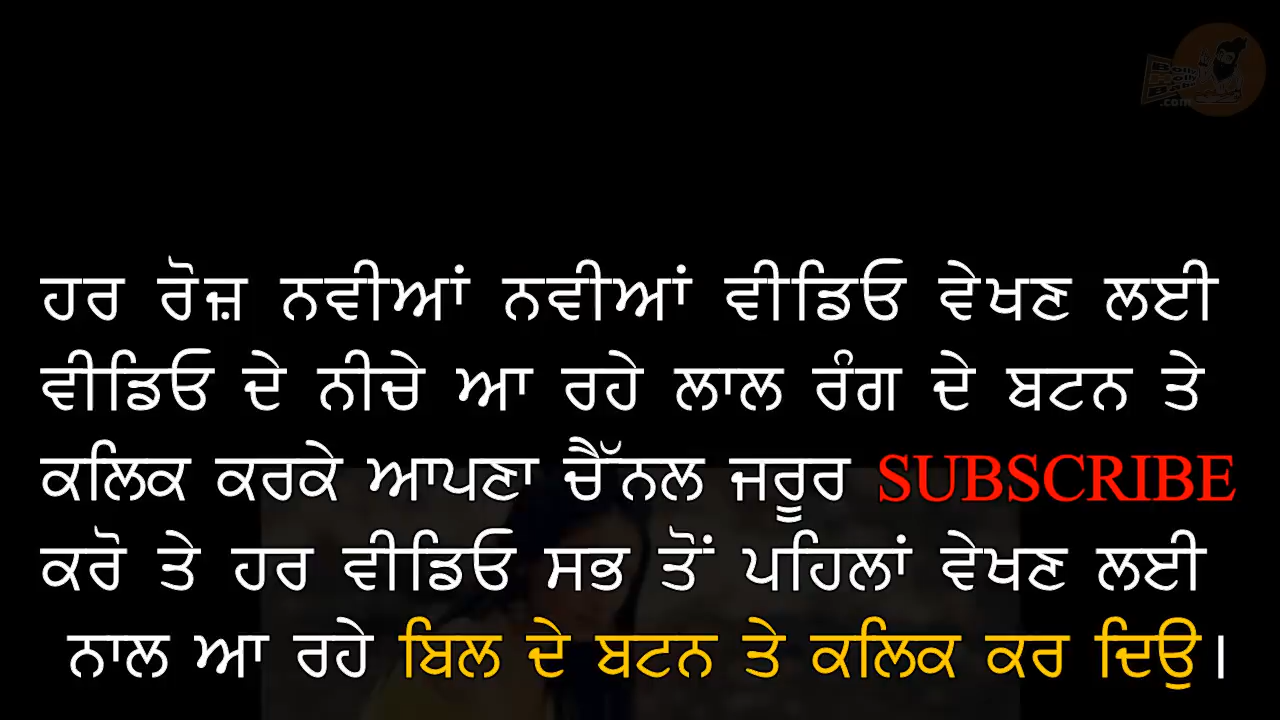 ਹਰ ਰੋਜ਼ ਨਵੀਆਂ ਨਵੀਆਂ ਵੀਡਿਓ ਵੇਖਣ ਲਈ
ਵੀਡਿਓ ਦੇ ਨੀਚੇ ਆ ਰਹੇ ਲਾਲ ਰੰਗ ਦੇ ਬਟਨ ਤੇ
ਕਲਿਕ ਕਰਕੇ ਆਪਣਾ ਚੈੱਨਲ ਜਰੂਰ SUBSCRIBE
ਕਰੋ ਤੇ ਹਰ ਵੀਡਿਓ ਸਭ ਤੋਂ ਪਹਿਲਾਂ ਵੇਖਣ ਲਈ
ਨਾਲ ਆ ਰਹੇ ਬਿਲ ਦੇ ਬਟਨ ਤੇ ਕਲਿਕ ਕਰ ਦਿਉ।
.com